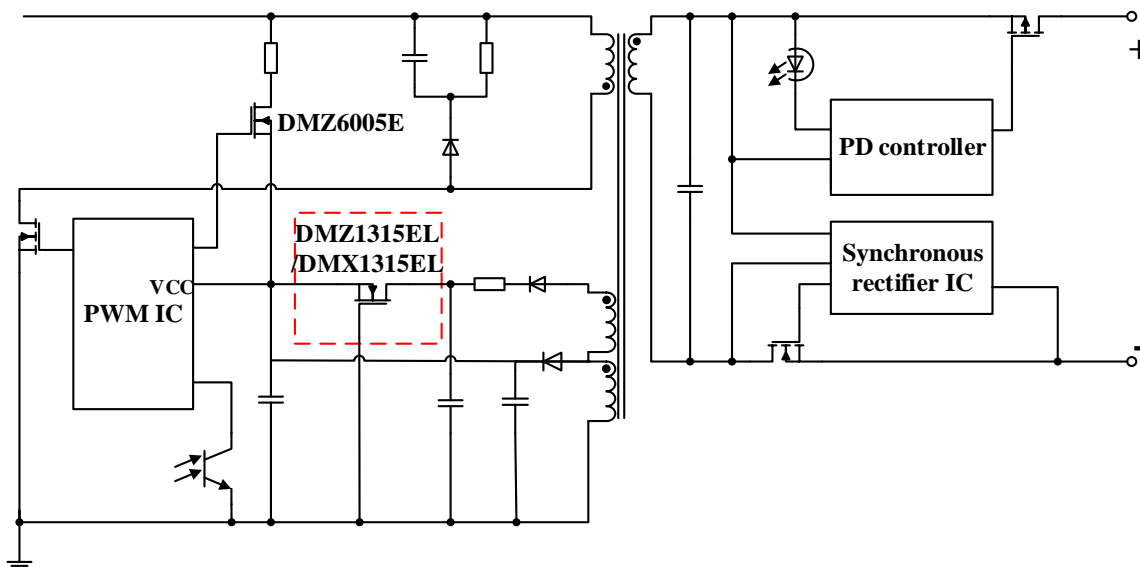 +
DMZ6005E
PD controller
DMZ1315EL
/DMX1315EL
Synchronous
rectifier IC
VCC
PWM IC
-